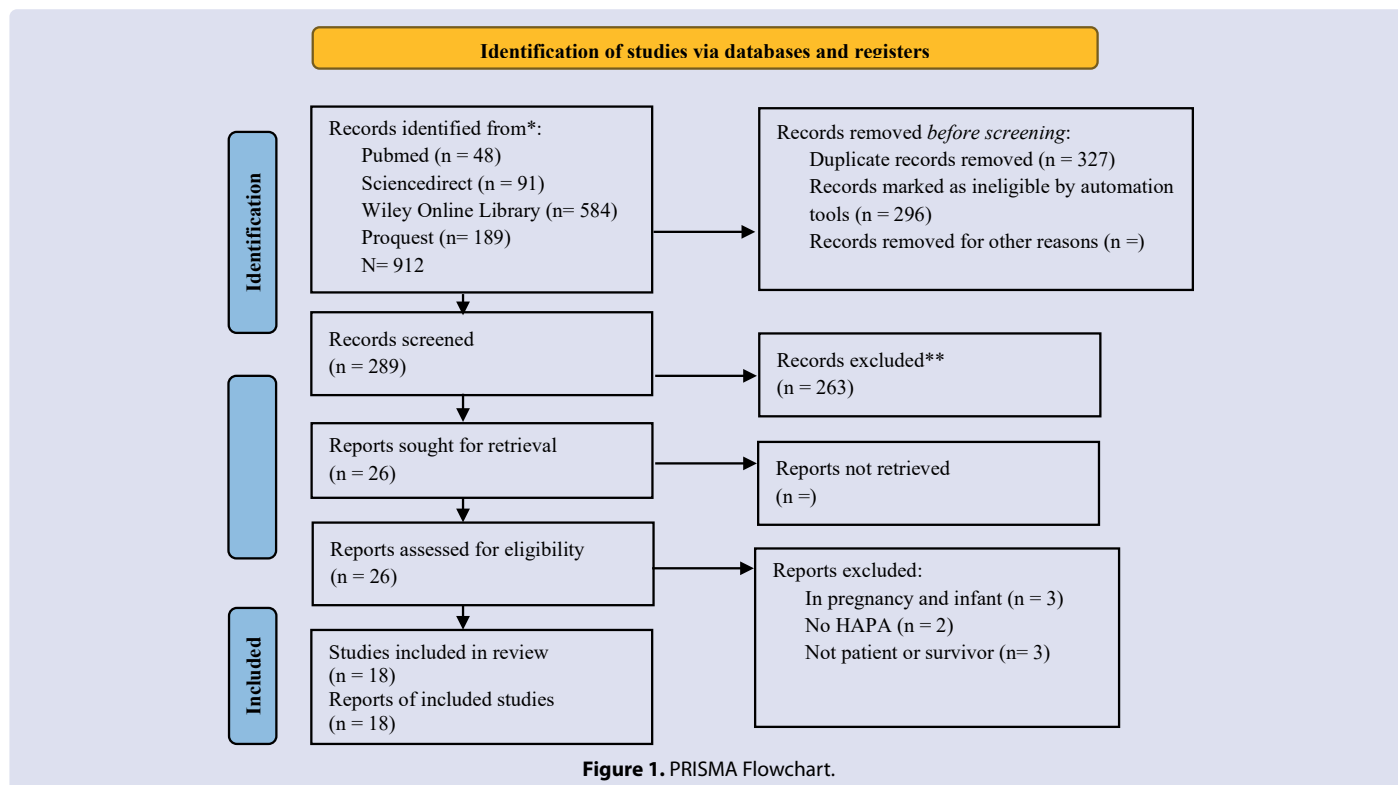 Identification of studies via databases and registers
Identification
Records identified from*:
Pubmed (n = 48)
Sciencedirect (n = 91)
Wiley Online Library (n= 584)
Proquest (n= 189)
N= 912
Records removed before screening:
Duplicate records removed (n = 327)
Records marked as ineligible by automation
tools (n = 296)
Records removed for other reasons (n =)
Records screened
(n = 289)
Records excluded**
(n = 263)
Reports sought for retrieval
(n = 26)
Reports not retrieved
(n =)
Reports assessed for eligibility
(n = 26)
Reports excluded:
In pregnancy and infant (n = 3)
No HAPA (n = 2)
Not patient or survivor (n= 3)
Included
Studies included in review
(n = 18)
Reports of included studies
(n = 18)
Figure 1. PRISMA Flowchart.